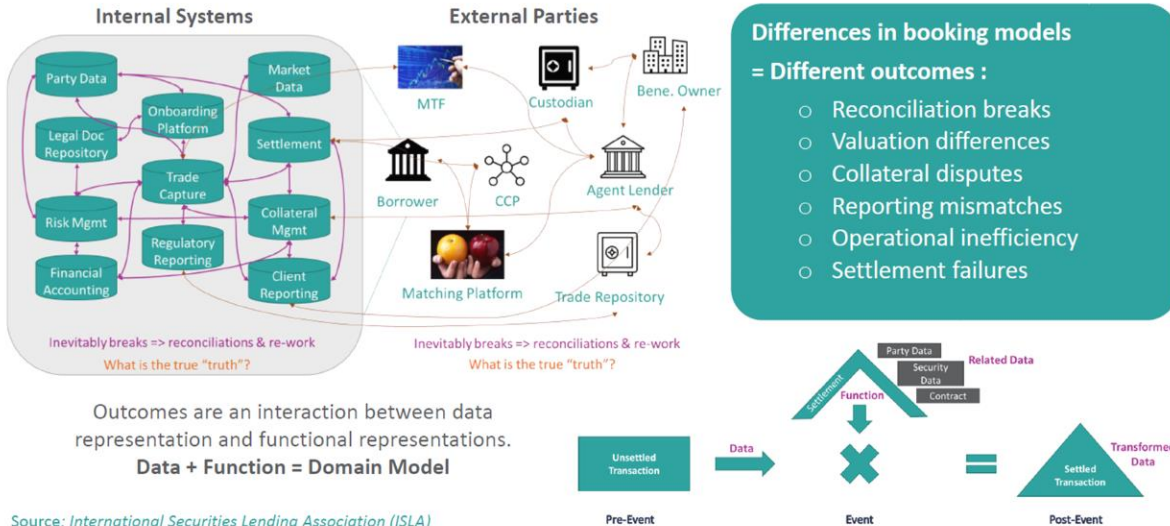 Internal Systems
External Parties
Party Data
Market
Data
Onboarding
Platform
Legal Doc
Repository
Settlement
Trade
Capture
Risk Mgmt
Collateral
Mgmt
Regulatory
Reporting
Financial
Accounting
Client
Reporting
Inevitably breaks => reconciliations & re-work
What is the true "truth"?
MTF
Custodian
Bene. Owner
Borrower
CCP
Agent Lender
Matching Platform
Trade Repository
Inevitably breaks => reconciliations & re-work
What is the true "truth"?
Differences in booking models
= Different outcomes :
o Reconciliation breaks
o Valuation differences
o Collateral disputes
o Reporting mismatches
o Operational inefficiency
o Settlement failures
Outcomes are an interaction between data
representation and functional representations.
Data + Function = Domain Model
Source: International Securities Lending Association (ISLA)
Unsettled
Transaction
Data
Settlement
Function
Party Data
Security
Data
Contract
Related Data
Settled
Transaction
Transformed
Data
Pre-Event
Event
Post-Event